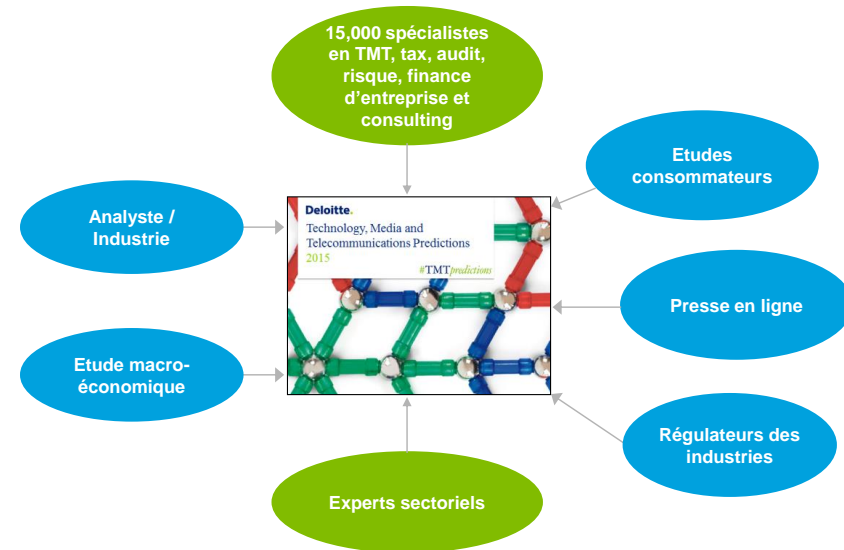 15,000 spécialistes
en TMT, tax, audit,
risque, finance
d'entreprise et
consulting
Etudes
consommateurs
Analyste /
Industrie
Deloitte.
Technology, Media and
Telecommunications Predictions
2015
#TMTpredictions
Presse en ligne
Etude macro-
économique
Régulateurs des
industries
Experts sectoriels